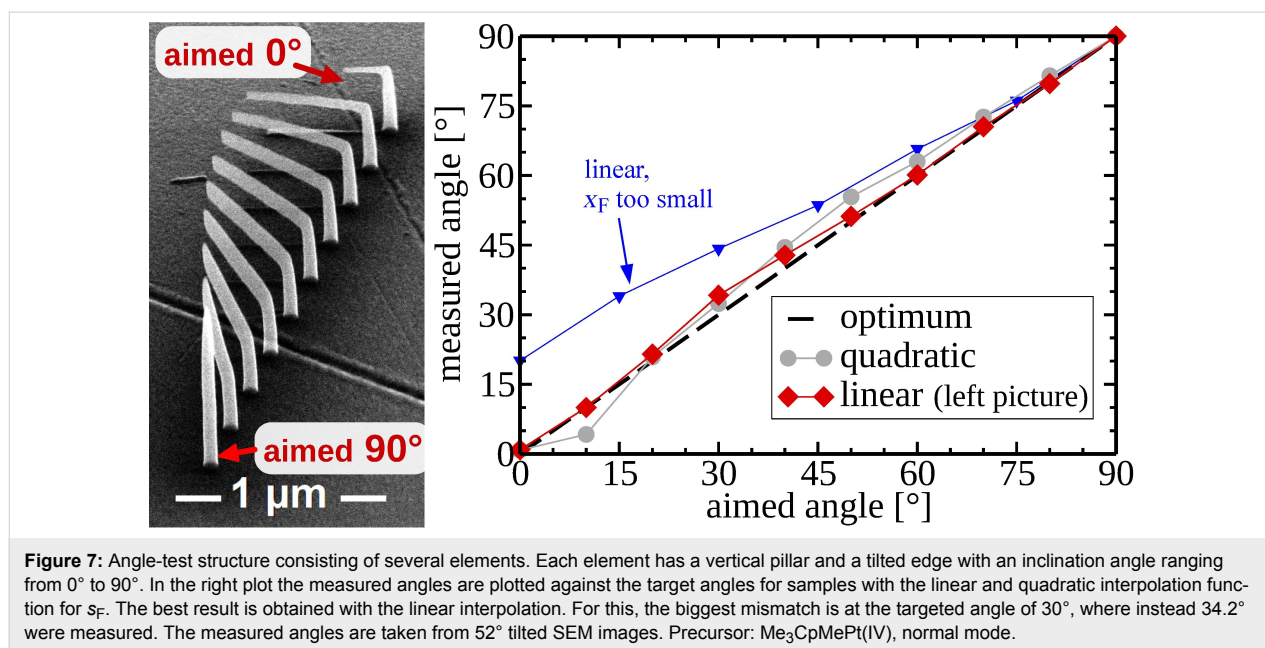 aimed 0°
aimed 90°
1 µm
90
75
60
45
30
15
0
measured angle [°]
linear,
xF too small
optimum
quadratic
linear (left picture)
0
15
30
45
60
75
90
aimed angle [°]
Figure 7: Angle-test structure consisting of several elements. Each element has a vertical pillar and a tilted edge with an inclination angle ranging
from 0° to 90°. In the right plot the measured angles are plotted against the target angles for samples with the linear and quadratic interpolation func-
tion for sF. The best result is obtained with the linear interpolation. For this, the biggest mismatch is at the targeted angle of 30°, where instead 34.2°
were measured. The measured angles are taken from 52° tilted SEM images. Precursor: Me3CpMePt(IV), normal mode.